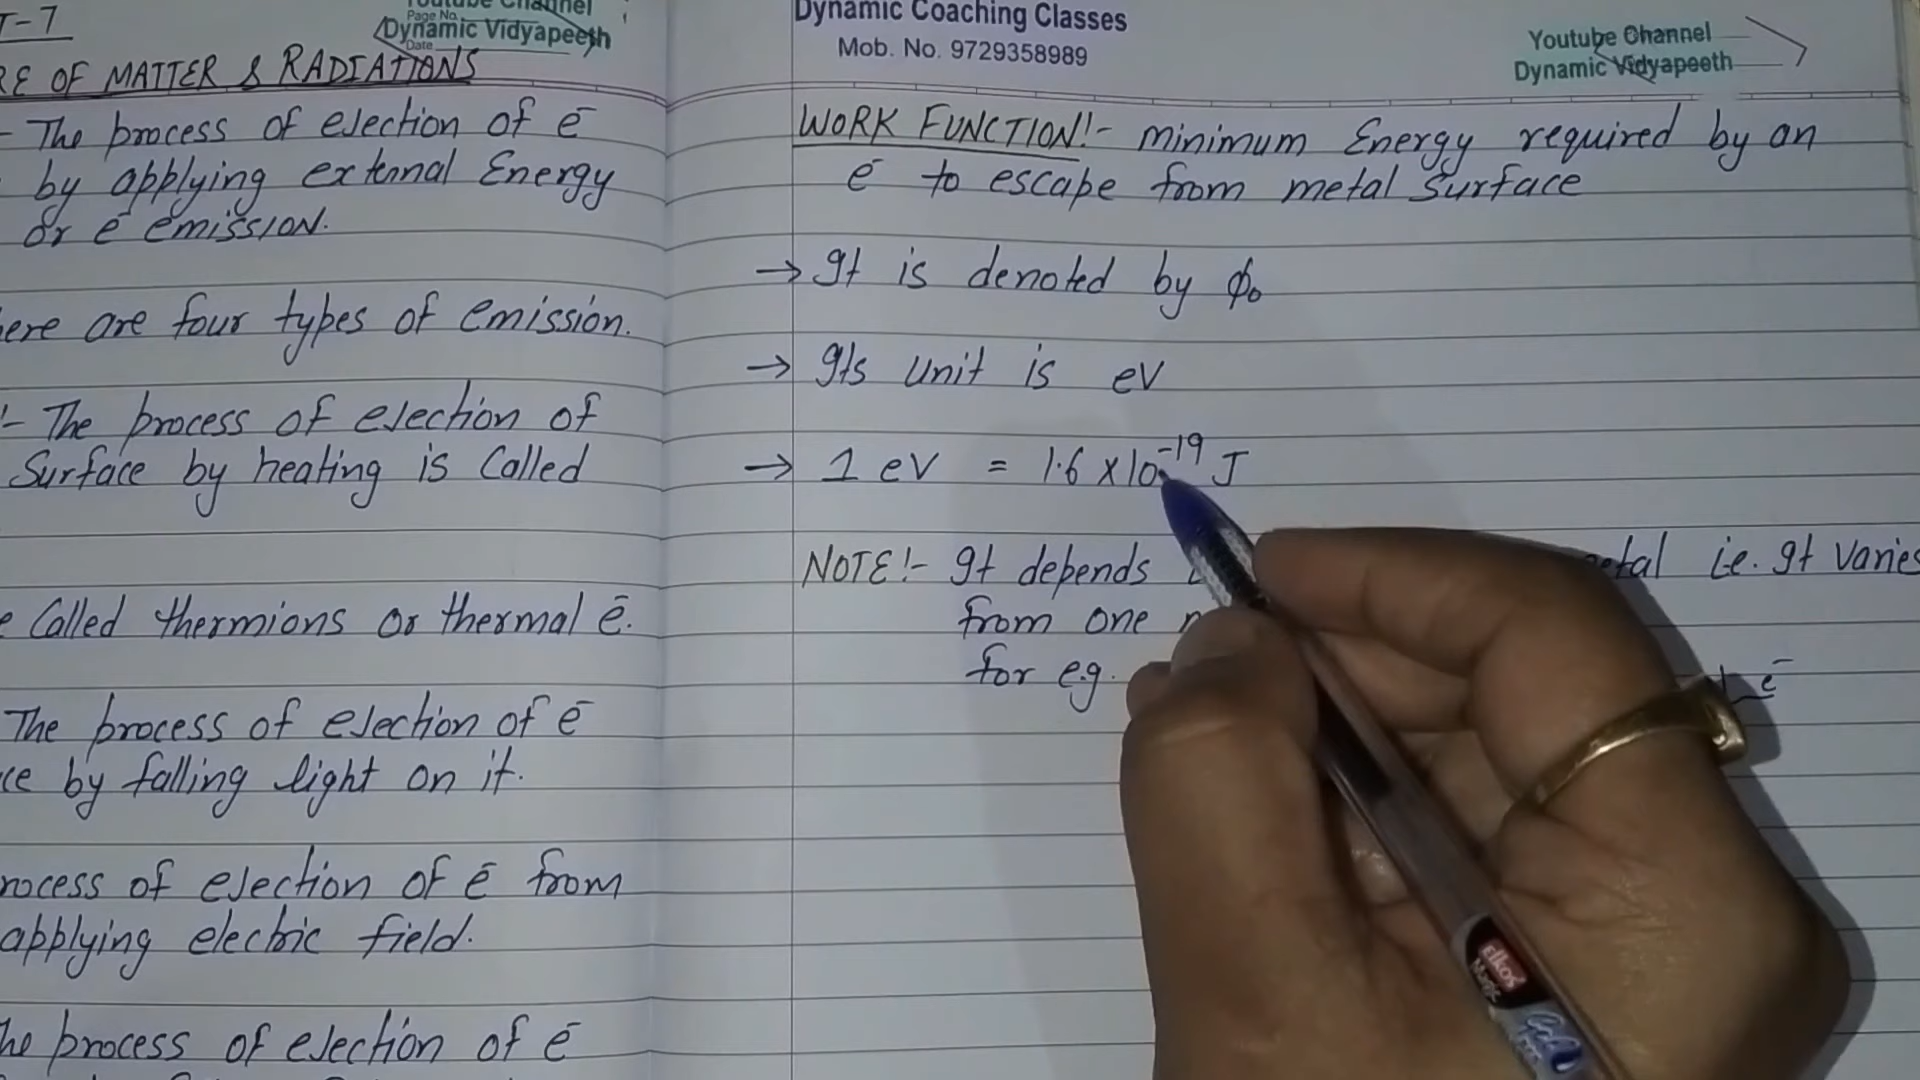 T-7
Youtube Channel
Page No.
Dynamic Vidyapeeth
Date
RE OF MATTER & RADIATIONS
- The process of ejection of e̅
by applying external Energy
or e̅ emission.
ere are four types of emission.
- The process of ejection of
Surface by heating is Called
Called thermions or thermal e̅.
The process of ejection of e̅
ce by falling light on it.
rocess of ejection of e̅ from
applying electric field.
he process of ejection of e̅
Dynamic Coaching Classes
Mob. No. 9729358989
Youtube Channel
Dynamic Vidyapeeth
WORK FUNCTION!- minimum Energy required by an
e̅ to escape from metal surface
→ It is denoted by ϕ₀
→ Its Unit is eV
→ 1 eV = 1.6 × 10⁻¹⁹ J
NOTE!- It depends etal i.e. It Varies
from one
for e.g. e̅
Elkos
Gel